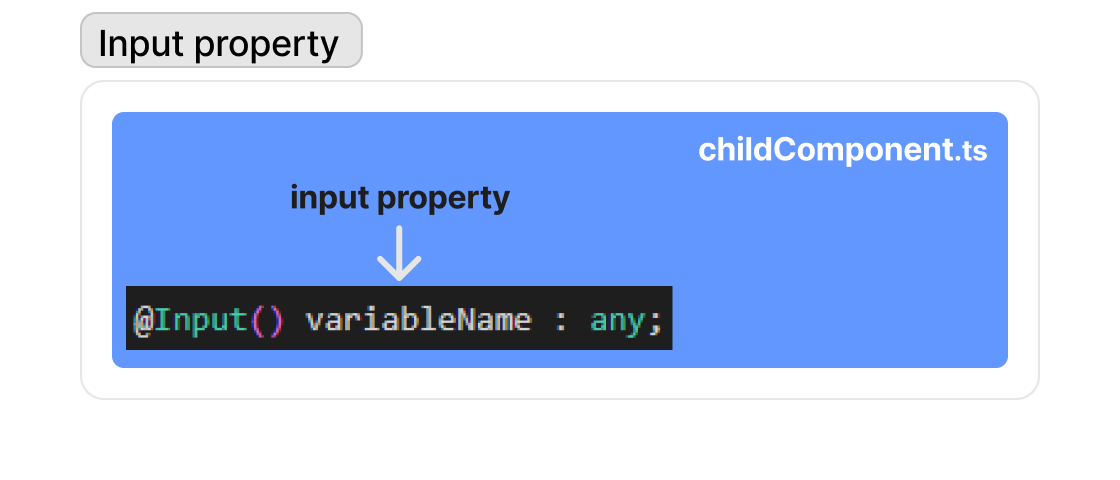 Input property
childComponent.ts
input property
@Input() variableName : any;